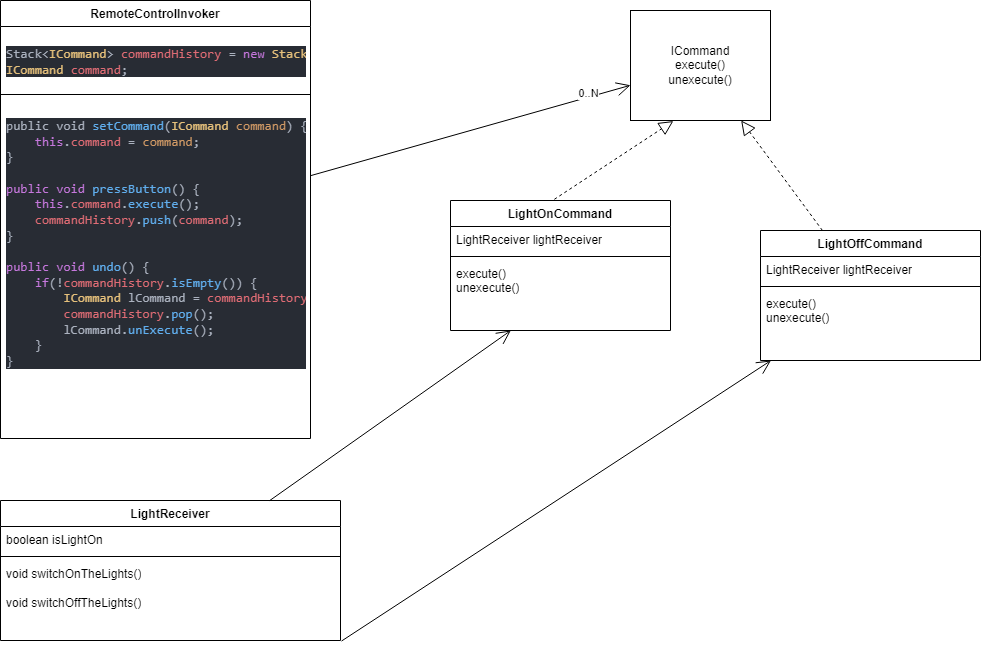 RemoteControlInvoker
Stack<ICommand> commandHistory = new Stack
ICommand command;
public void setCommand(ICommand command) {
this.command = command;
}
public void pressButton() {
this.command.execute();
commandHistory.push(command);
}
public void undo() {
if(!commandHistory.isEmpty()) {
ICommand lCommand = commandHistory
commandHistory.pop();
lCommand.unExecute();
}
}
0..N
ICommand
execute()
unexecute()
LightOnCommand
LightReceiver lightReceiver
execute()
unexecute()
LightOffCommand
LightReceiver lightReceiver
execute()
unexecute()
LightReceiver
boolean isLightOn
void switchOnTheLights()
void switchOffTheLights()